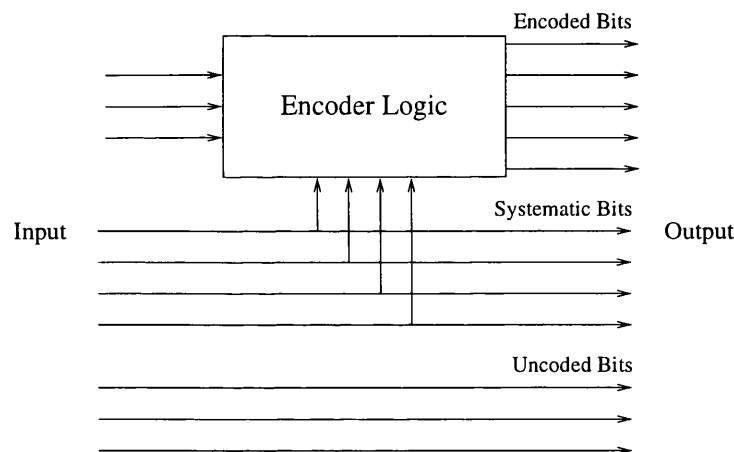 Encoded Bits
Encoder Logic
Systematic Bits
Input
Output
Uncoded Bits